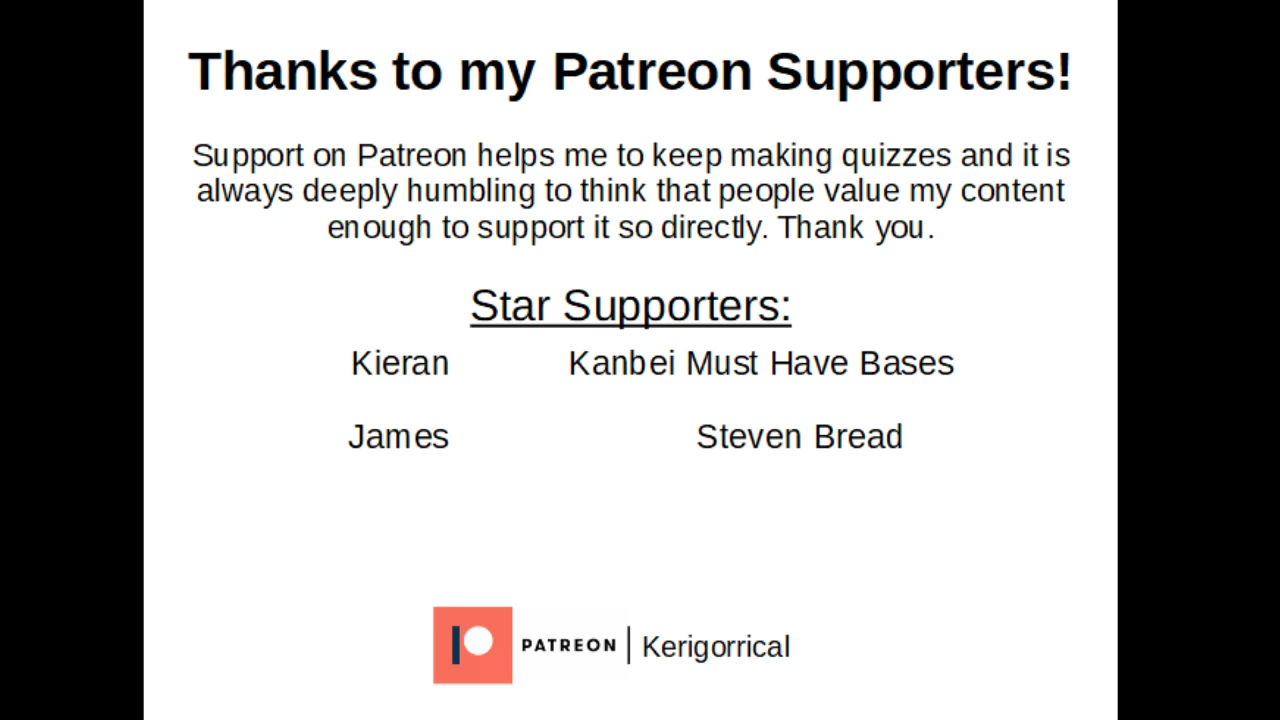 Thanks to my Patreon Supporters!
Support on Patreon helps me to keep making quizzes and it is
always deeply humbling to think that people value my content
enough to support it so directly. Thank you.
Star Supporters:
Kieran Kanbei Must Have Bases
James Steven Bread
PATREON | Kerigorrical